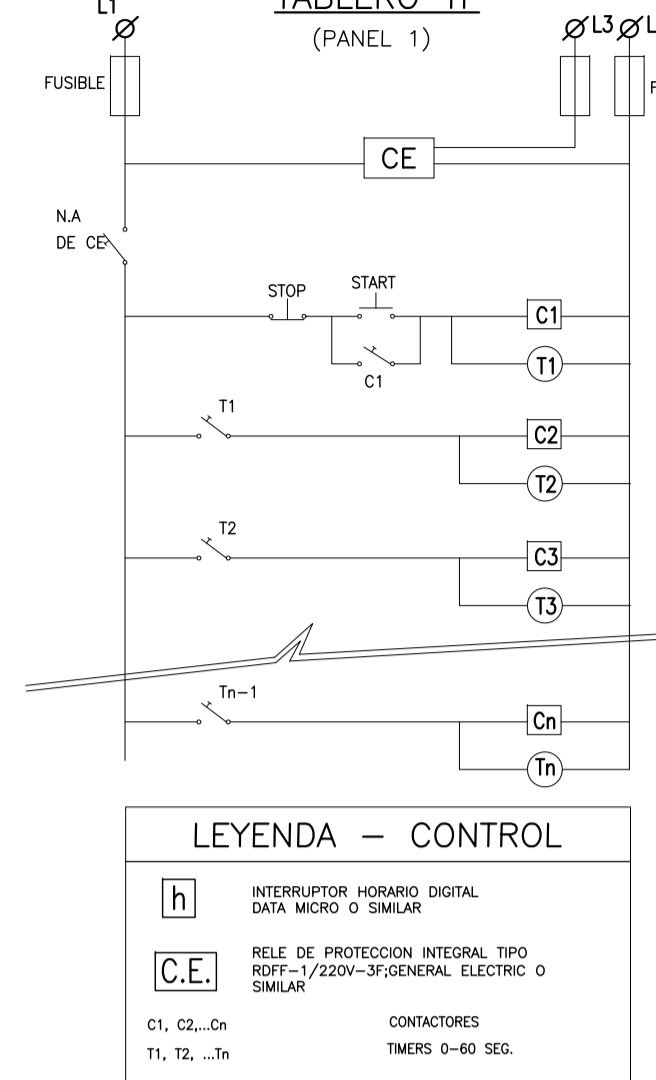 L1
(PANEL 1)
L3
FUSIBLE
CE
N.A
DE CE
STOP
START
C1
C1
T1
T1
C2
T2
T2
C3
T3
Tn-1
Cn
Tn
LEYENDA - CONTROL
h
INTERRUPTOR HORARIO DIGITAL
DATA MICRO O SIMILAR
C.E.
RELE DE PROTECCION INTEGRAL TIPO
RDFF-1/220V-3F;GENERAL ELECTRIC O
SIMILAR
C1, C2,...Cn
CONTACTORES
T1, T2, ...Tn
TIMERS 0-60 SEG.